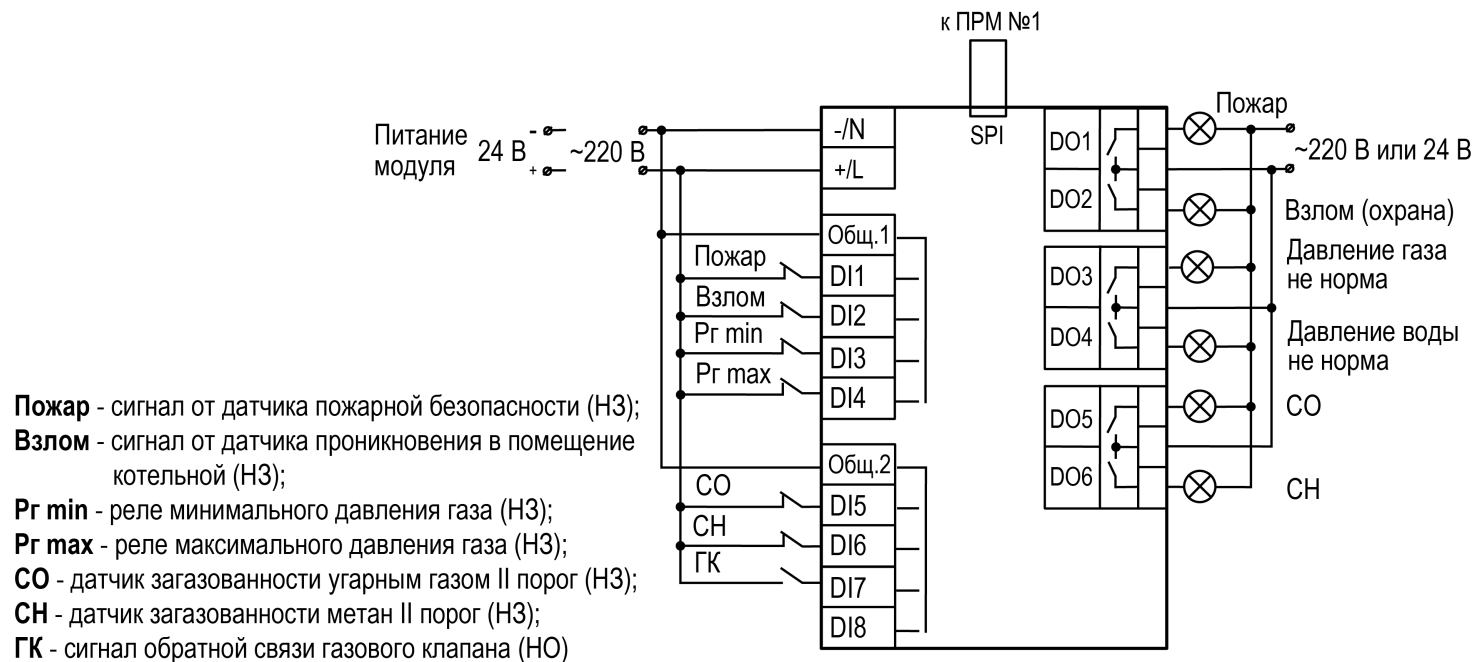 к ПРМ №1
SPI
Питание
модуля
24 В
-
+
~220 В
-/N
+/L
Общ.1
Пожар
DI1
Взлом
DI2
Pг min
DI3
Pг max
DI4
Общ.2
CO
DI5
CH
DI6
ГК
DI7
DI8
DO1
DO2
DO3
DO4
DO5
DO6
Пожар
~220 В или 24 В
Взлом (охрана)
Давление газа
не норма
Давление воды
не норма
CO
CH
Пожар - сигнал от датчика пожарной безопасности (НЗ);
Взлом - сигнал от датчика проникновения в помещение
котельной (НЗ);
Pг min - реле минимального давления газа (НЗ);
Pг max - реле максимального давления газа (НЗ);
CO - датчик загазованности угарным газом II порог (НЗ);
CH - датчик загазованности метан II порог (НЗ);
ГК - сигнал обратной связи газового клапана (НО)